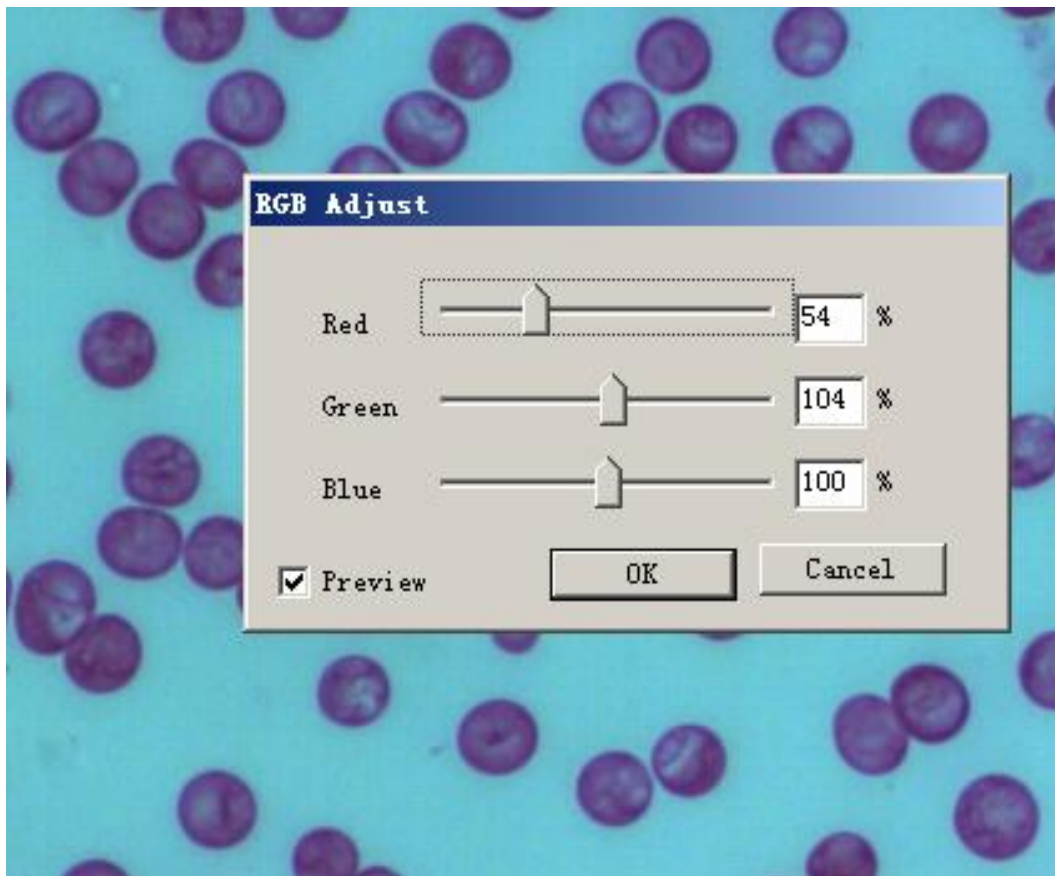 RGB Adjust
Red 54 %
Green 104 %
Blue 100 %
Preview OK Cancel